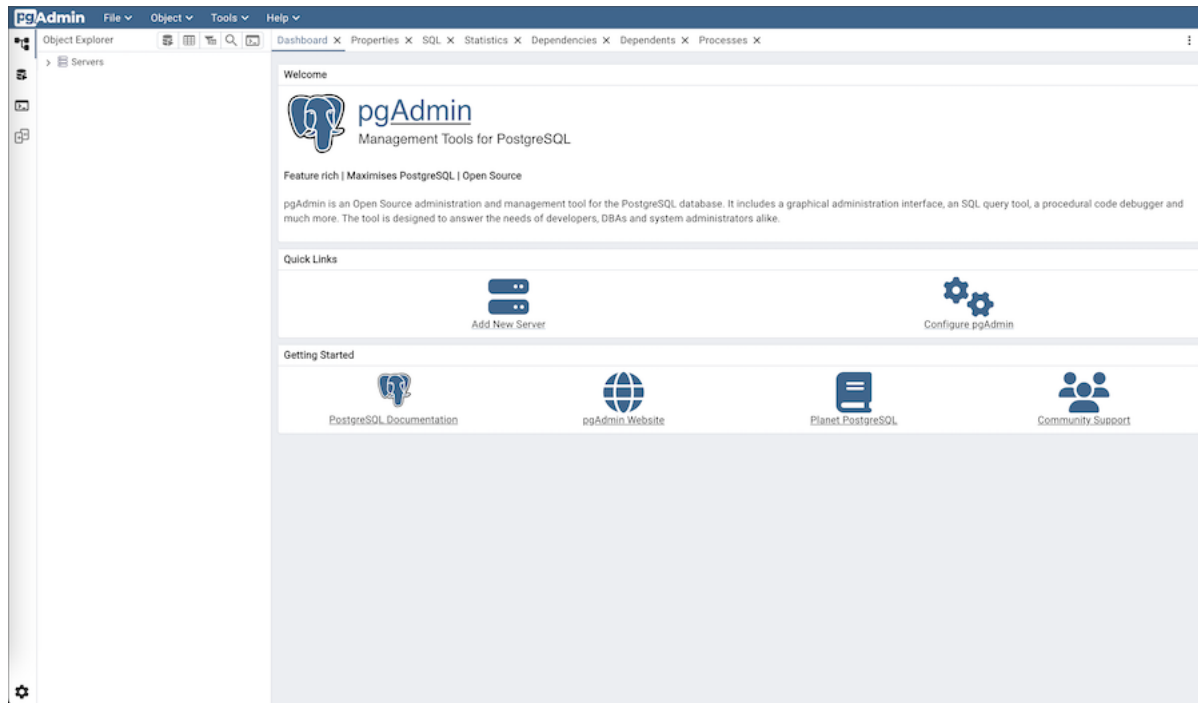 pgAdmin File Object Tools Help
Object Explorer
Dashboard Properties SQL Statistics Dependencies Dependents Processes
Servers
Welcome
pgAdmin
Management Tools for PostgreSQL
Feature rich | Maximises PostgreSQL | Open Source
pgAdmin is an Open Source administration and management tool for the PostgreSQL database. It includes a graphical administration interface, an SQL query tool, a procedural code debugger and
much more. The tool is designed to answer the needs of developers, DBAs and system administrators alike.
Quick Links
Add New Server Configure pgAdmin
Getting Started
PostgreSQL Documentation pgAdmin Website Planet PostgreSQL Community Support